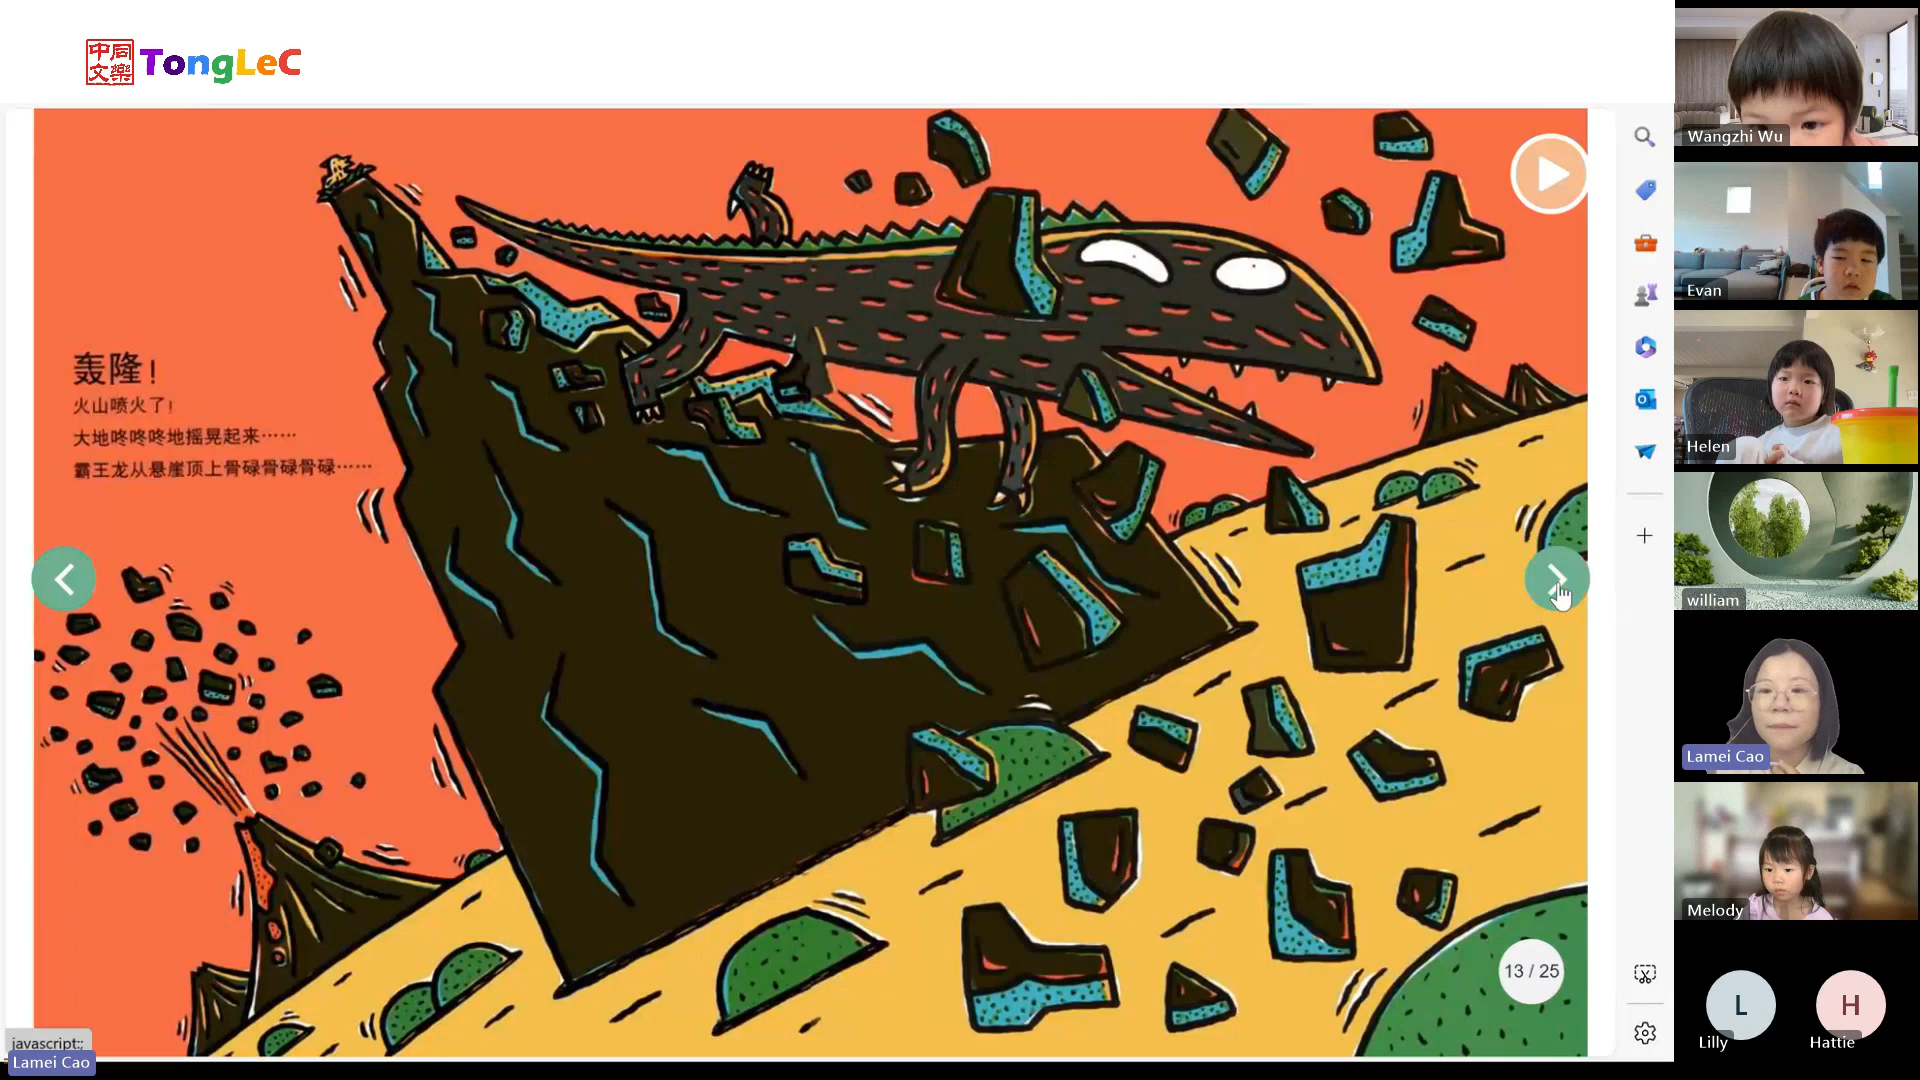 中同
文樂
TongLeC
轰隆!
火山喷火了!
大地咚咚咚地摇晃起来……
霸王龙从悬崖顶上骨碌骨碌骨碌……
13 / 25
javascript:;
Lamei Cao
Wangzhi Wu
Evan
Helen
william
Lamei Cao
Melody
L
Lilly
H
Hattie